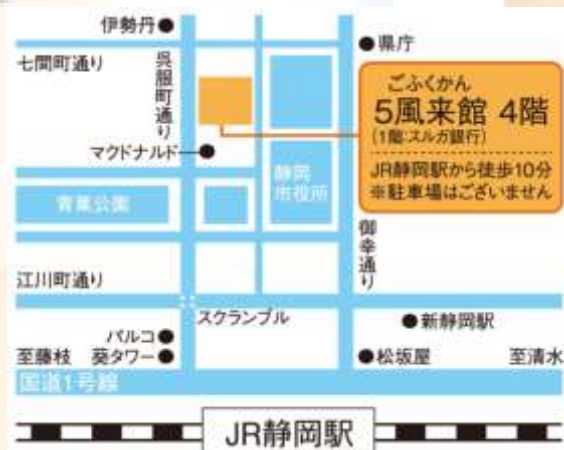 伊勢丹●
●県庁
七間町通り
呉服町通り
ごふくかん
5風来館 4階
(1階:スルガ銀行)
JR静岡駅から徒歩10分
※駐車場はございません
マクドナルド●
静岡
市役所
青葉公園
御幸通り
江川町通り
スクランブル
●新静岡駅
パルコ●
至藤枝 葵タワー●
●松坂屋 至清水
国道1号線
JR静岡駅